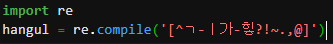 import re
hangul = re.compile('[^ㄱ-ㅣ가-힣?!~.,@]')